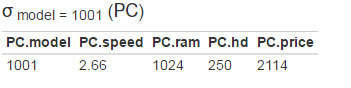 σ model = 1001 (PC)
PC.model PC.speed PC.ram PC.hd PC.price
1001 2.66 1024 250 2114